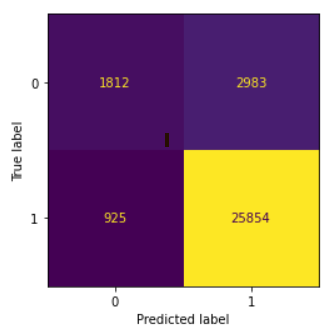 0
1812 2983
True label
1
925 25854
0 1
Predicted label